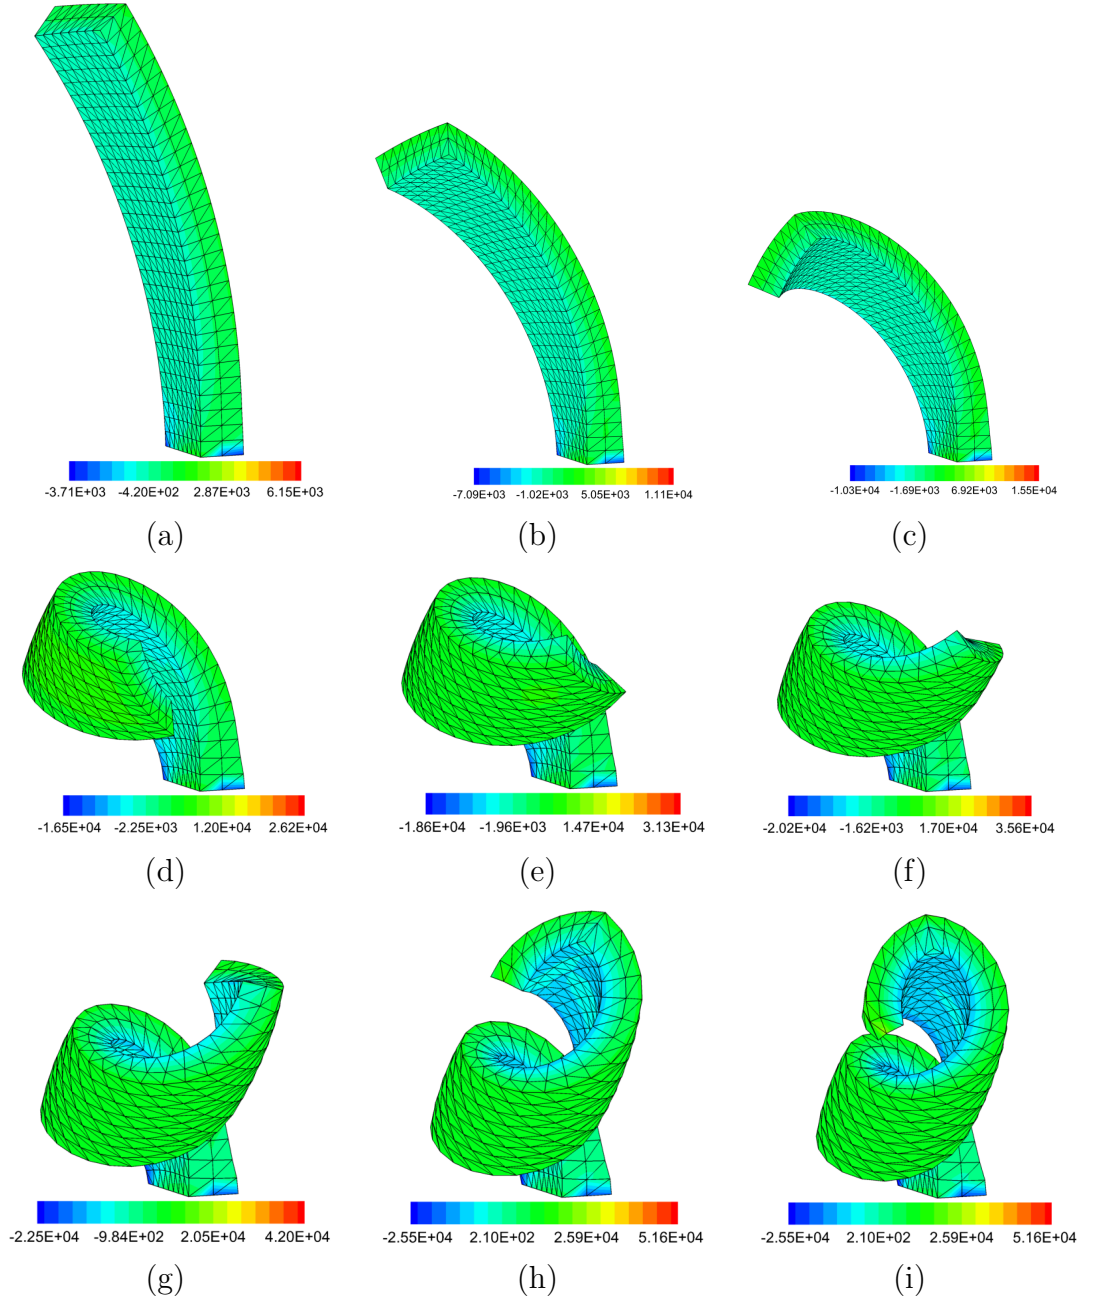 -3.71E+03 -4.20E+02 2.87E+03 6.15E+03
-7.09E+03 -1.02E+03 5.05E+03 1.11E+04
-1.03E+04 -1.69E+03 6.92E+03 1.55E+04
(a)
(b)
(c)
-1.65E+04 -2.25E+03 1.20E+04 2.62E+04
-1.86E+04 -1.96E+03 1.47E+04 3.13E+04
-2.02E+04 -1.62E+03 1.70E+04 3.56E+04
(d)
(e)
(f)
-2.25E+04 -9.84E+02 2.05E+04 4.20E+04
-2.55E+04 2.10E+02 2.59E+04 5.16E+04
-2.55E+04 2.10E+02 2.59E+04 5.16E+04
(g)
(h)
(i)